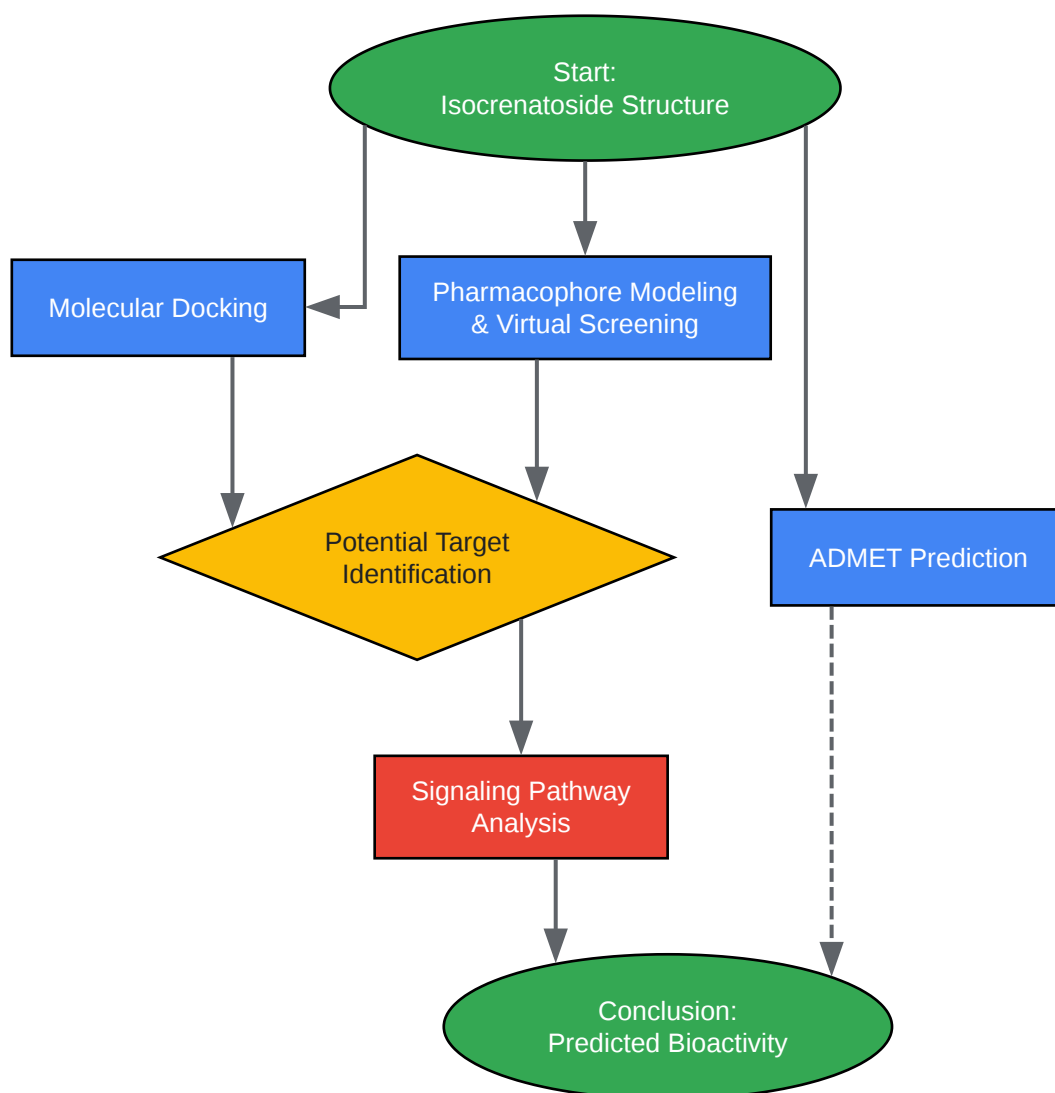 Start:
Isocrenatoside Structure
Molecular Docking
Pharmacophore Modeling
& Virtual Screening
Potential Target
Identification
ADMET Prediction
Signaling Pathway
Analysis
Conclusion:
Predicted Bioactivity